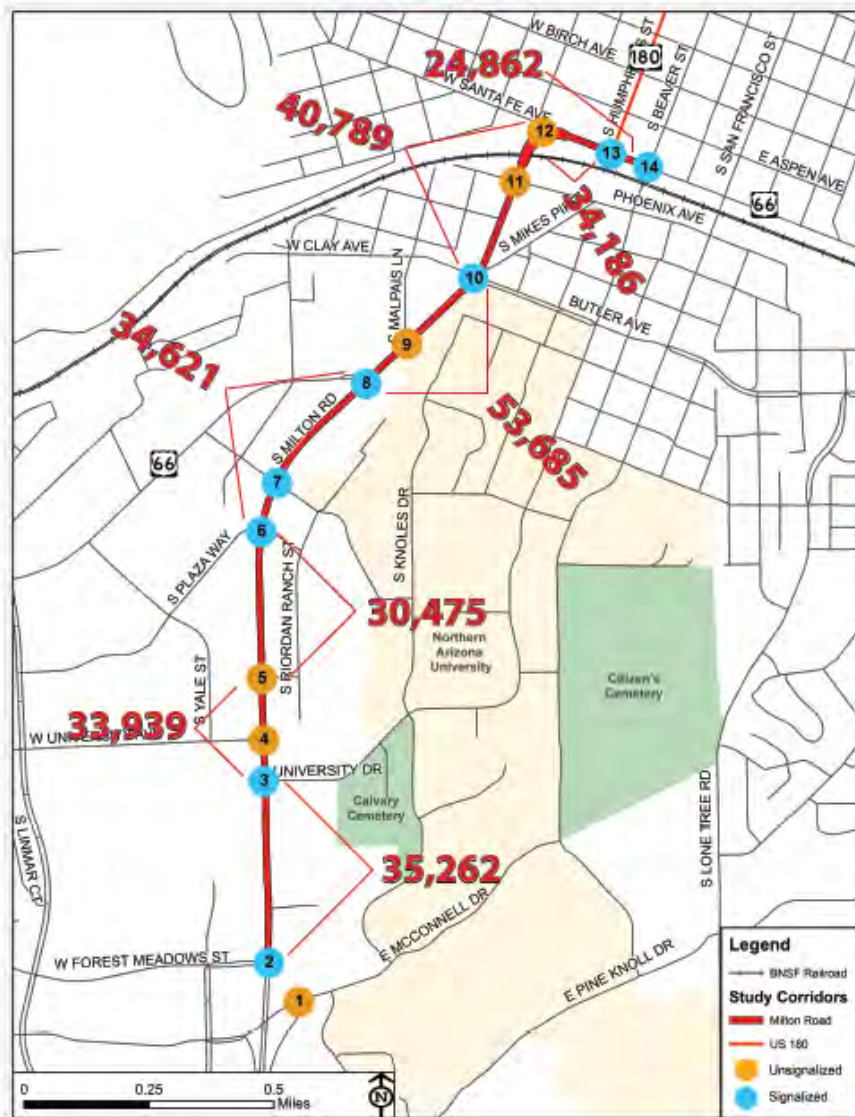 W BIRCH AVE
S HUMPHREYS ST
180
S BEAVER ST
S SAN FRANCISCO ST
24,862
W SANTA FE AVE
40,789
12
13
14
E ASPEN AVE
11
PHOENIX AVE
66
S MIKES PIKE
34,186
W CLAY AVE
10
S MALPAIS LN
BUTLER AVE
9
34,621
8
53,685
S MILTON RD
66
7
S KNOLES DR
6
S PLAZA WAY
S RIORDAN RANCH ST
30,475
Northern
Arizona
University
Citizen's
Cemetery
5
S YALE ST
33,939
W UNIVERSITY
4
3
UNIVERSITY DR
Calvary
Cemetery
S LONE TREE RD
S LINMAR CT
35,262
E MCCONNELL DR
W FOREST MEADOWS ST
2
E PINE KNOLL DR
1
Legend
BNSF Railroad
Study Corridors
Milton Road
US 180
Unsignalized
Signalized
0
0.25
0.5
Miles
N